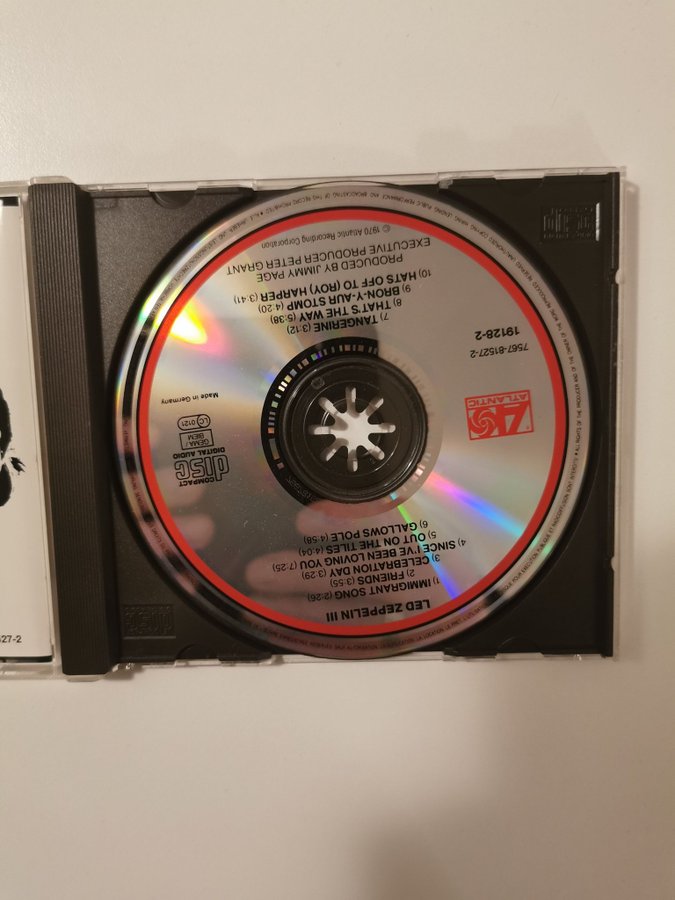 LED ZEPPELIN III
1) IMMIGRANT SONG (2:26)
2) FRIENDS (3:55)
3) CELEBRATION DAY (3:29)
4) SINCE I'VE BEEN LOVING YOU (7:25)
5) OUT ON THE TILES (4:04)
6) GALLOWS POLE (4:58)
ATLANTIC
COMPACT
disc
DIGITAL AUDIO
GEMA/
BIEM
LC 0121
Made in Germany
7567-81527-2
19128-2
7) TANGERINE (3:12)
8) THAT'S THE WAY (5:38)
9) BRON-Y-AUR STOMP (4:20)
10) HATS OFF TO (ROY) HARPER (3:41)
PRODUCED BY JIMMY PAGE
EXECUTIVE PRODUCER PETER GRANT
© 1970 Atlantic Recording Corporation
527-2